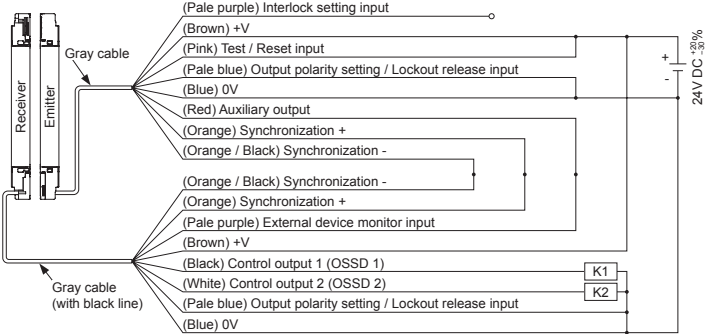 (Pale purple) Interlock setting input
(Brown) +V
(Pink) Test / Reset input
(Pale blue) Output polarity setting / Lockout release input
(Blue) 0V
(Red) Auxiliary output
(Orange) Synchronization +
(Orange / Black) Synchronization -
Gray cable
Receiver
Emitter
+
-
24V DC +20 -30 %
(Orange / Black) Synchronization -
(Orange) Synchronization +
(Pale purple) External device monitor input
(Brown) +V
(Black) Control output 1 (OSSD 1)
K1
(White) Control output 2 (OSSD 2)
K2
(Pale blue) Output polarity setting / Lockout release input
(Blue) 0V
Gray cable
(with black line)